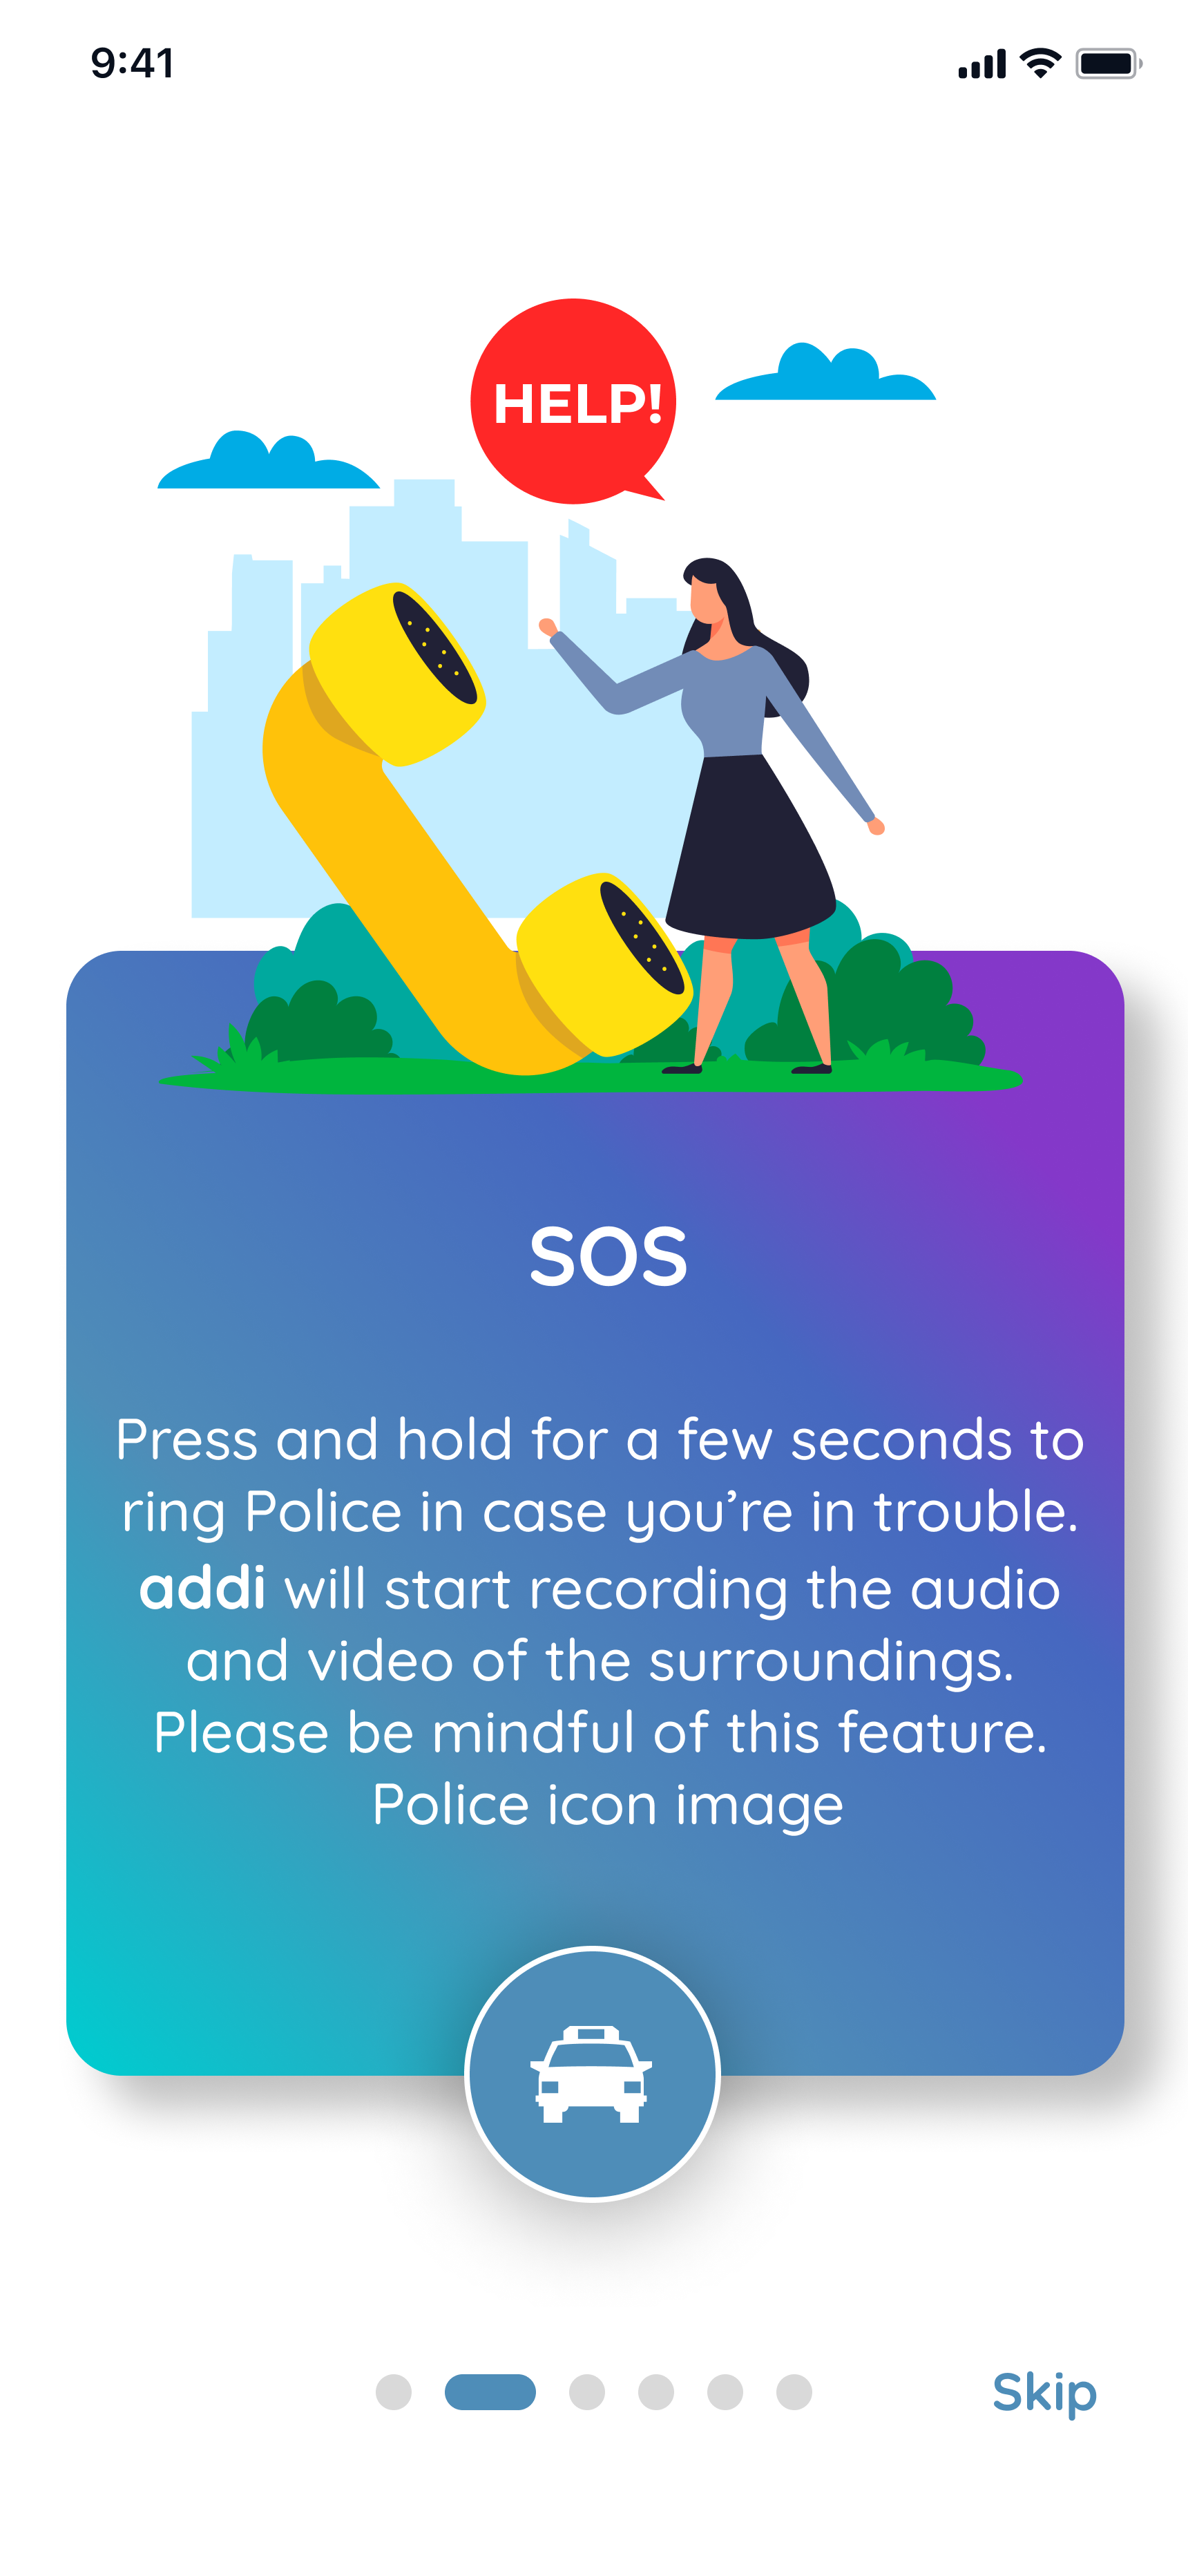 9:41
HELP!
SOS
Press and hold for a few seconds to
ring Police in case you’re in trouble.
addi will start recording the audio
and video of the surroundings.
Please be mindful of this feature.
Police icon image
Skip